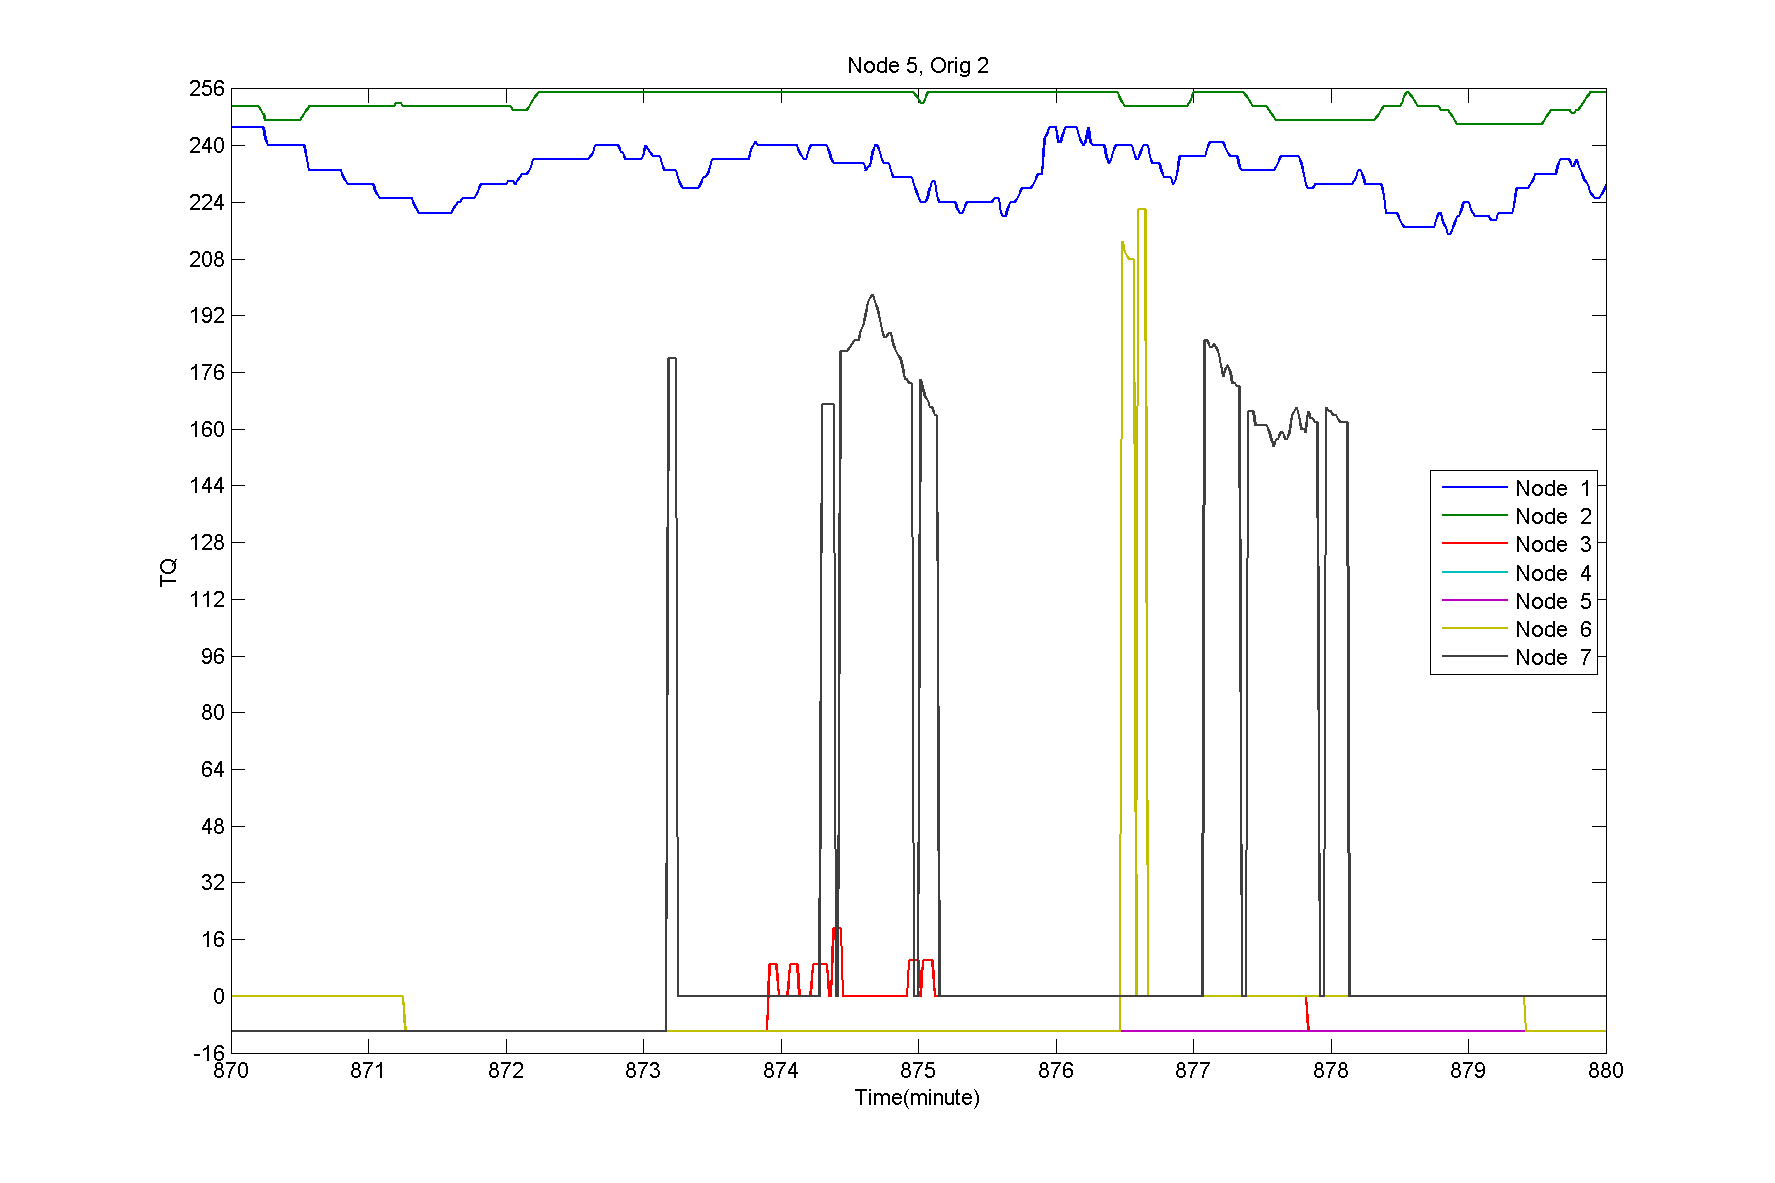 Node 5, Orig 2
256
240
224
208
192
176
160
144
128
112
96
80
64
48
32
16
0
-16
TQ
Node 1
Node 2
Node 3
Node 4
Node 5
Node 6
Node 7
870 871 872 873 874 875 876 877 878 879 880
Time(minute)